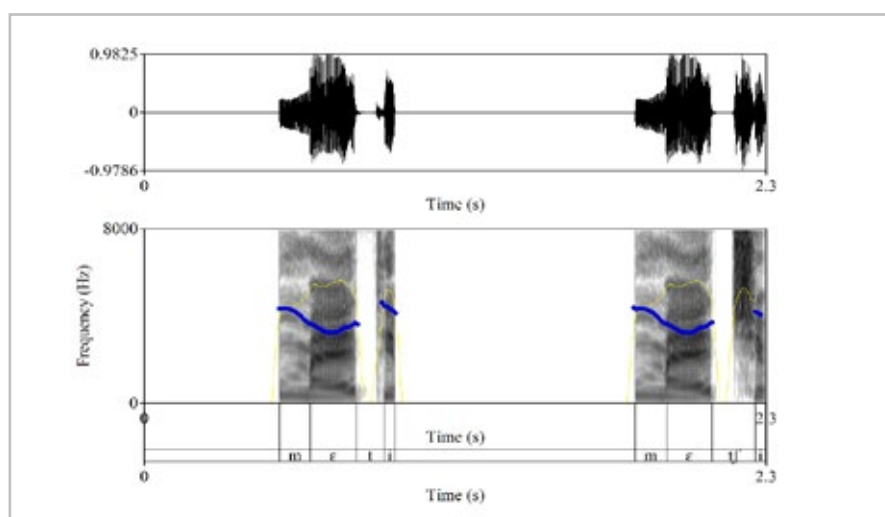 0.9825
0
-0.9786
0 2.3
Time (s)
8000
Frequency (Hz)
0
0 2.3
Time (s)
m ɛ t i m ɛ i
0 2.3
Time (s)